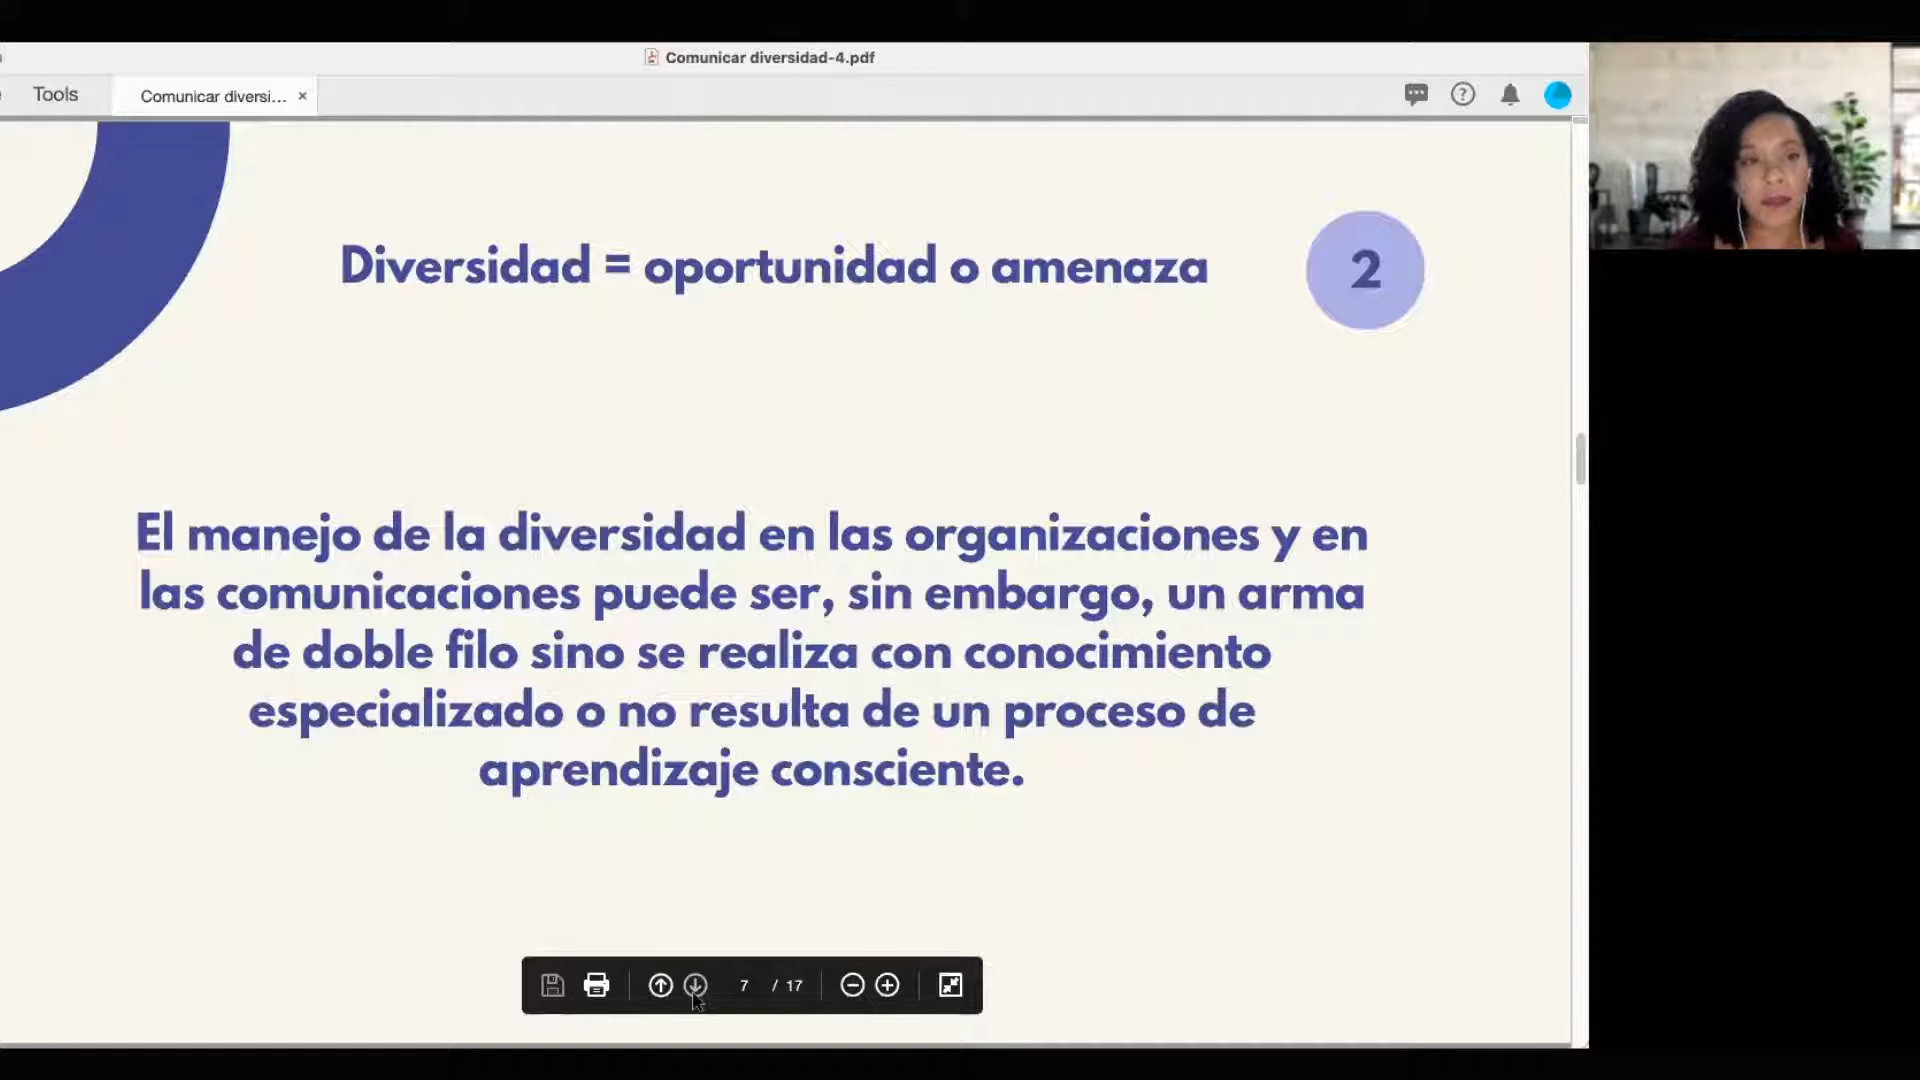 Comunicar diversidad-4.pdf
Tools
Comunicar diversi... ×
Diversidad = oportunidad o amenaza
2
El manejo de la diversidad en las organizaciones y en
las comunicaciones puede ser, sin embargo, un arma
de doble filo sino se realiza con conocimiento
especializado o no resulta de un proceso de
aprendizaje consciente.
7 / 17